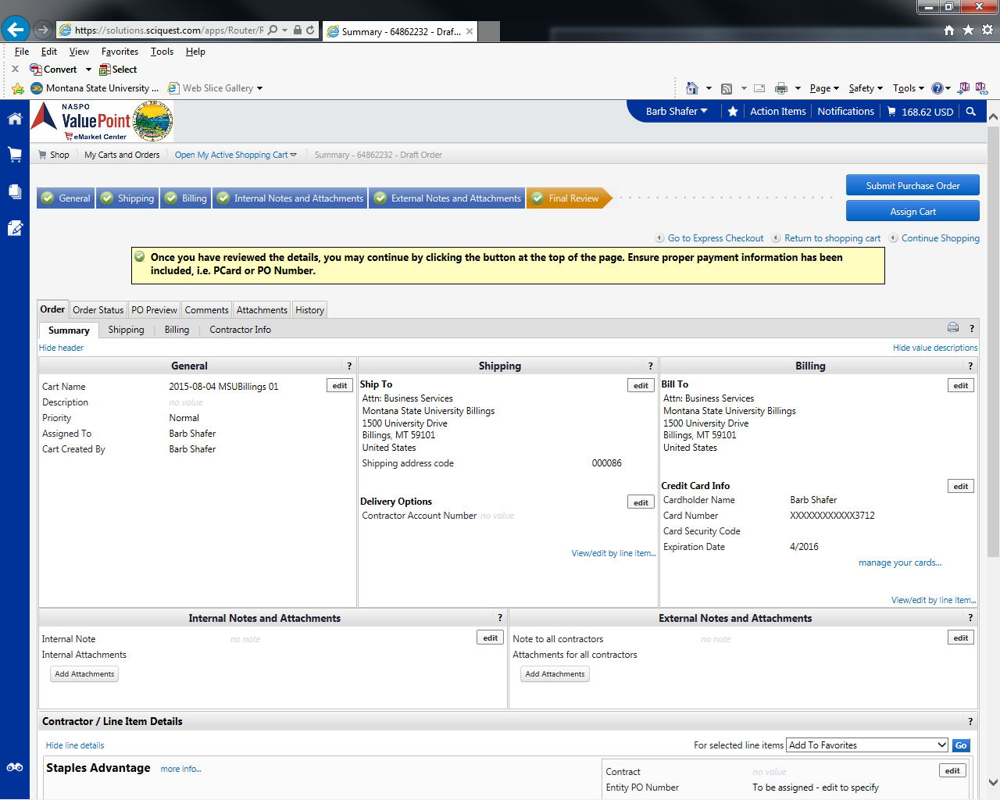 https://solutions.sciquest.com/apps/Router/R
Summary - 64862232 - Draf...
File Edit View Favorites Tools Help
Convert Select
Montana State University ... Web Slice Gallery
Page Safety Tools
NASPO
ValuePoint
eMarket Center
Barb Shafer Action Items Notifications 168.62 USD
Shop My Carts and Orders Open My Active Shopping Cart Summary - 64862232 - Draft Order
General Shipping Billing Internal Notes and Attachments External Notes and Attachments Final Review
Submit Purchase Order
Assign Cart
Go to Express Checkout Return to shopping cart Continue Shopping
Once you have reviewed the details, you may continue by clicking the button at the top of the page. Ensure proper payment information has been
included, i.e. PCard or PO Number.
Order Order Status PO Preview Comments Attachments History
Summary Shipping Billing Contractor Info ?
Hide header Hide value descriptions
General ?
Cart Name 2015-08-04 MSUBillings 01 edit
Description no value
Priority Normal
Assigned To Barb Shafer
Cart Created By Barb Shafer
Shipping ?
Ship To edit
Attn: Business Services
Montana State University Billings
1500 University Drive
Billings, MT 59101
United States
Shipping address code 000086
Delivery Options edit
Contractor Account Number no value
View/edit by line item...
Billing ?
Bill To edit
Attn: Business Services
Montana State University Billings
1500 University Drive
Billings, MT 59101
United States
Credit Card Info edit
Cardholder Name Barb Shafer
Card Number XXXXXXXXXXXX3712
Card Security Code
Expiration Date 4/2016
manage your cards...
View/edit by line item...
Internal Notes and Attachments ?
Internal Note no note edit
Internal Attachments
Add Attachments
External Notes and Attachments ?
Note to all contractors no note edit
Attachments for all contractors
Add Attachments
Contractor / Line Item Details ?
Hide line details For selected line items Add To Favorites Go
Staples Advantage more info...
Contract no value edit
Entity PO Number To be assigned - edit to specify